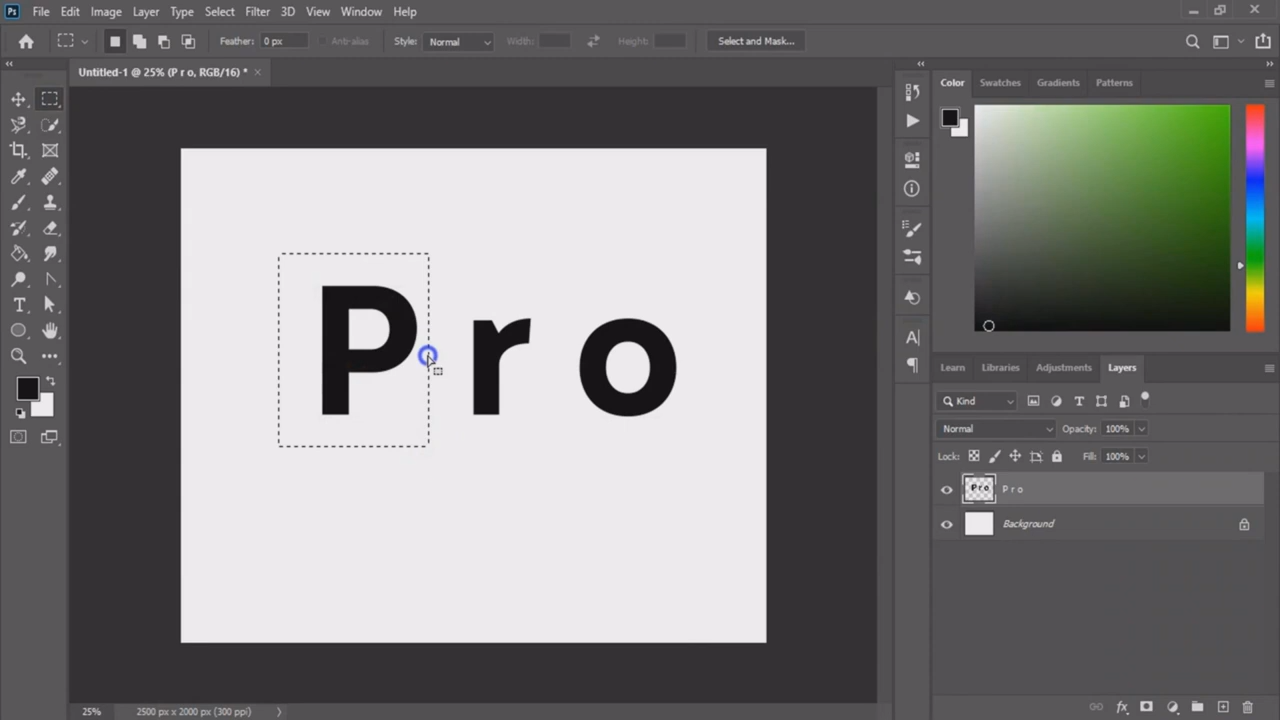 Ps File Edit Image Layer Type Select Filter 3D View Window Help
Feather: 0 px Anti-alias Style: Normal Width: Height: Select and Mask...
Untitled-1 @ 25% (P r o, RGB/16) * ×
Color Swatches Gradients Patterns
P r o
Learn Libraries Adjustments Layers
Kind
Normal Opacity: 100%
Lock: Fill: 100%
P r o P r o
Background
25% 2500 px x 2000 px (300 ppi)